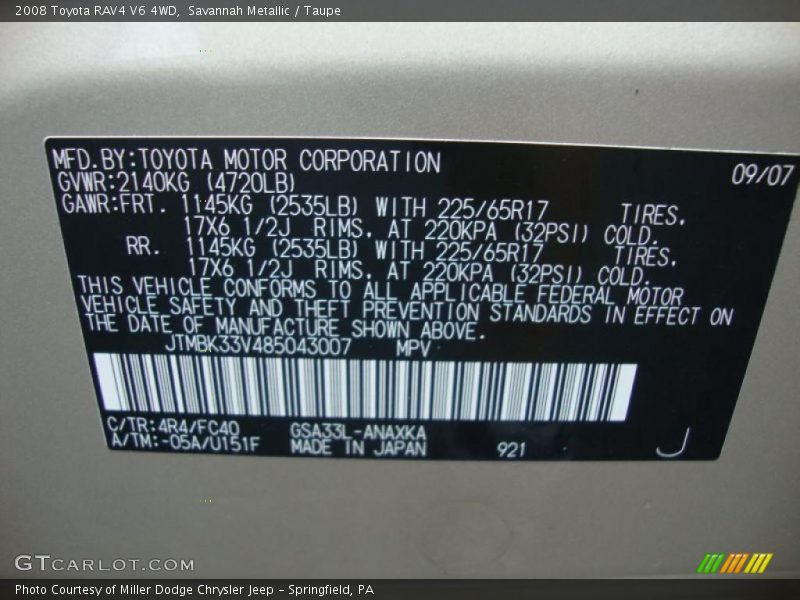 2008 Toyota RAV4 V6 4WD, Savannah Metallic / Taupe
MFD.BY:TOYOTA MOTOR CORPORATION 09/07
GVWR:2140KG (4720LB)
GAWR:FRT. 1145KG (2535LB) WITH 225/65R17 TIRES.
17X6 1/2J RIMS. AT 220KPA (32PSI) COLD.
RR. 1145KG (2535LB) WITH 225/65R17 TIRES.
17X6 1/2J RIMS. AT 220KPA (32PSI) COLD.
THIS VEHICLE CONFORMS TO ALL APPLICABLE FEDERAL MOTOR
VEHICLE SAFETY AND THEFT PREVENTION STANDARDS IN EFFECT ON
THE DATE OF MANUFACTURE SHOWN ABOVE.
JTMBK33V485043007 MPV
C/TR:4R4/FC40 GSA33L-ANAXKA
A/TM:-05A/U151F MADE IN JAPAN 921 J
GTCARLOT.COM
Photo Courtesy of Miller Dodge Chrysler Jeep – Springfield, PA